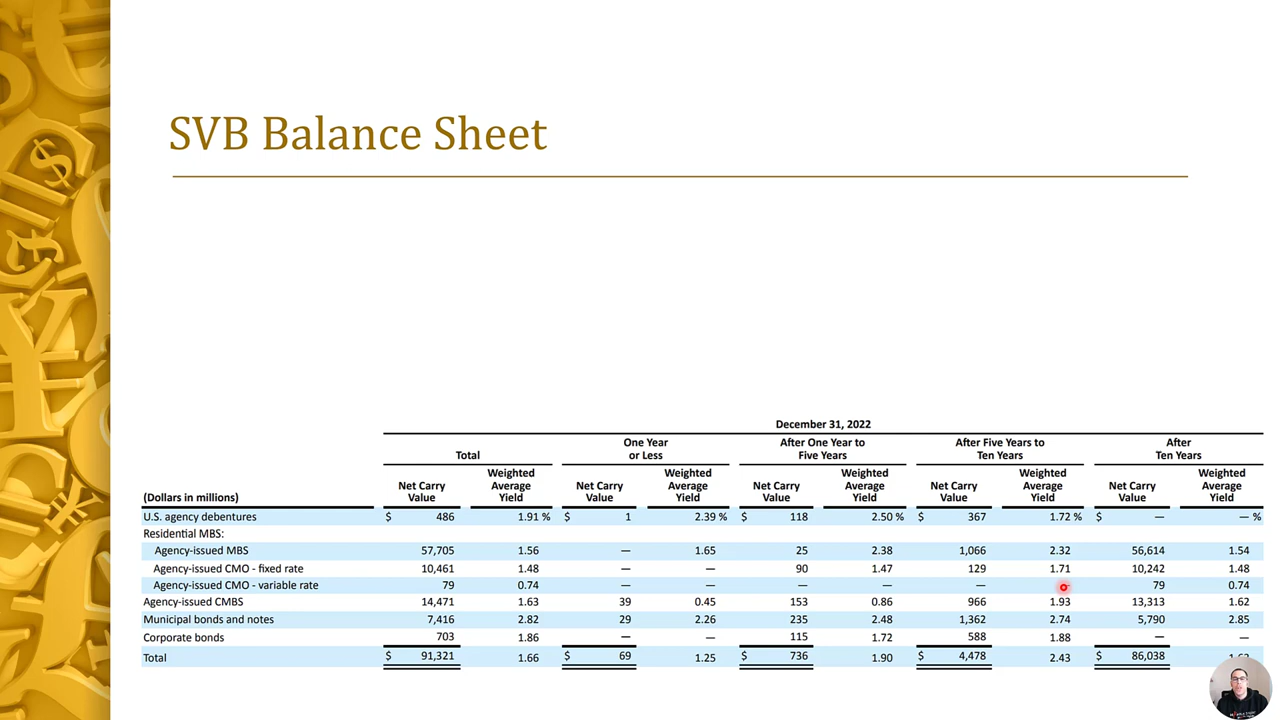 SVB Balance Sheet
December 31, 2022
Total One Year or Less After One Year to Five Years After Five Years to Ten Years After Ten Years
(Dollars in millions) Net Carry Value Weighted Average Yield Net Carry Value Weighted Average Yield Net Carry Value Weighted Average Yield Net Carry Value Weighted Average Yield Net Carry Value Weighted Average Yield
U.S. agency debentures $ 486 1.91 % $ 1 2.39 % $ 118 2.50 % $ 367 1.72 % $ — — %
Residential MBS:
Agency-issued MBS 57,705 1.56 — 1.65 25 2.38 1,066 2.32 56,614 1.54
Agency-issued CMO - fixed rate 10,461 1.48 — — 90 1.47 129 1.71 10,242 1.48
Agency-issued CMO - variable rate 79 0.74 — — — — — — 79 0.74
Agency-issued CMBS 14,471 1.63 39 0.45 153 0.86 966 1.93 13,313 1.62
Municipal bonds and notes 7,416 2.82 29 2.26 235 2.48 1,362 2.74 5,790 2.85
Corporate bonds 703 1.86 — — 115 1.72 588 1.88 — —
Total $ 91,321 1.66 $ 69 1.25 $ 736 1.90 $ 4,478 2.43 $ 86,038